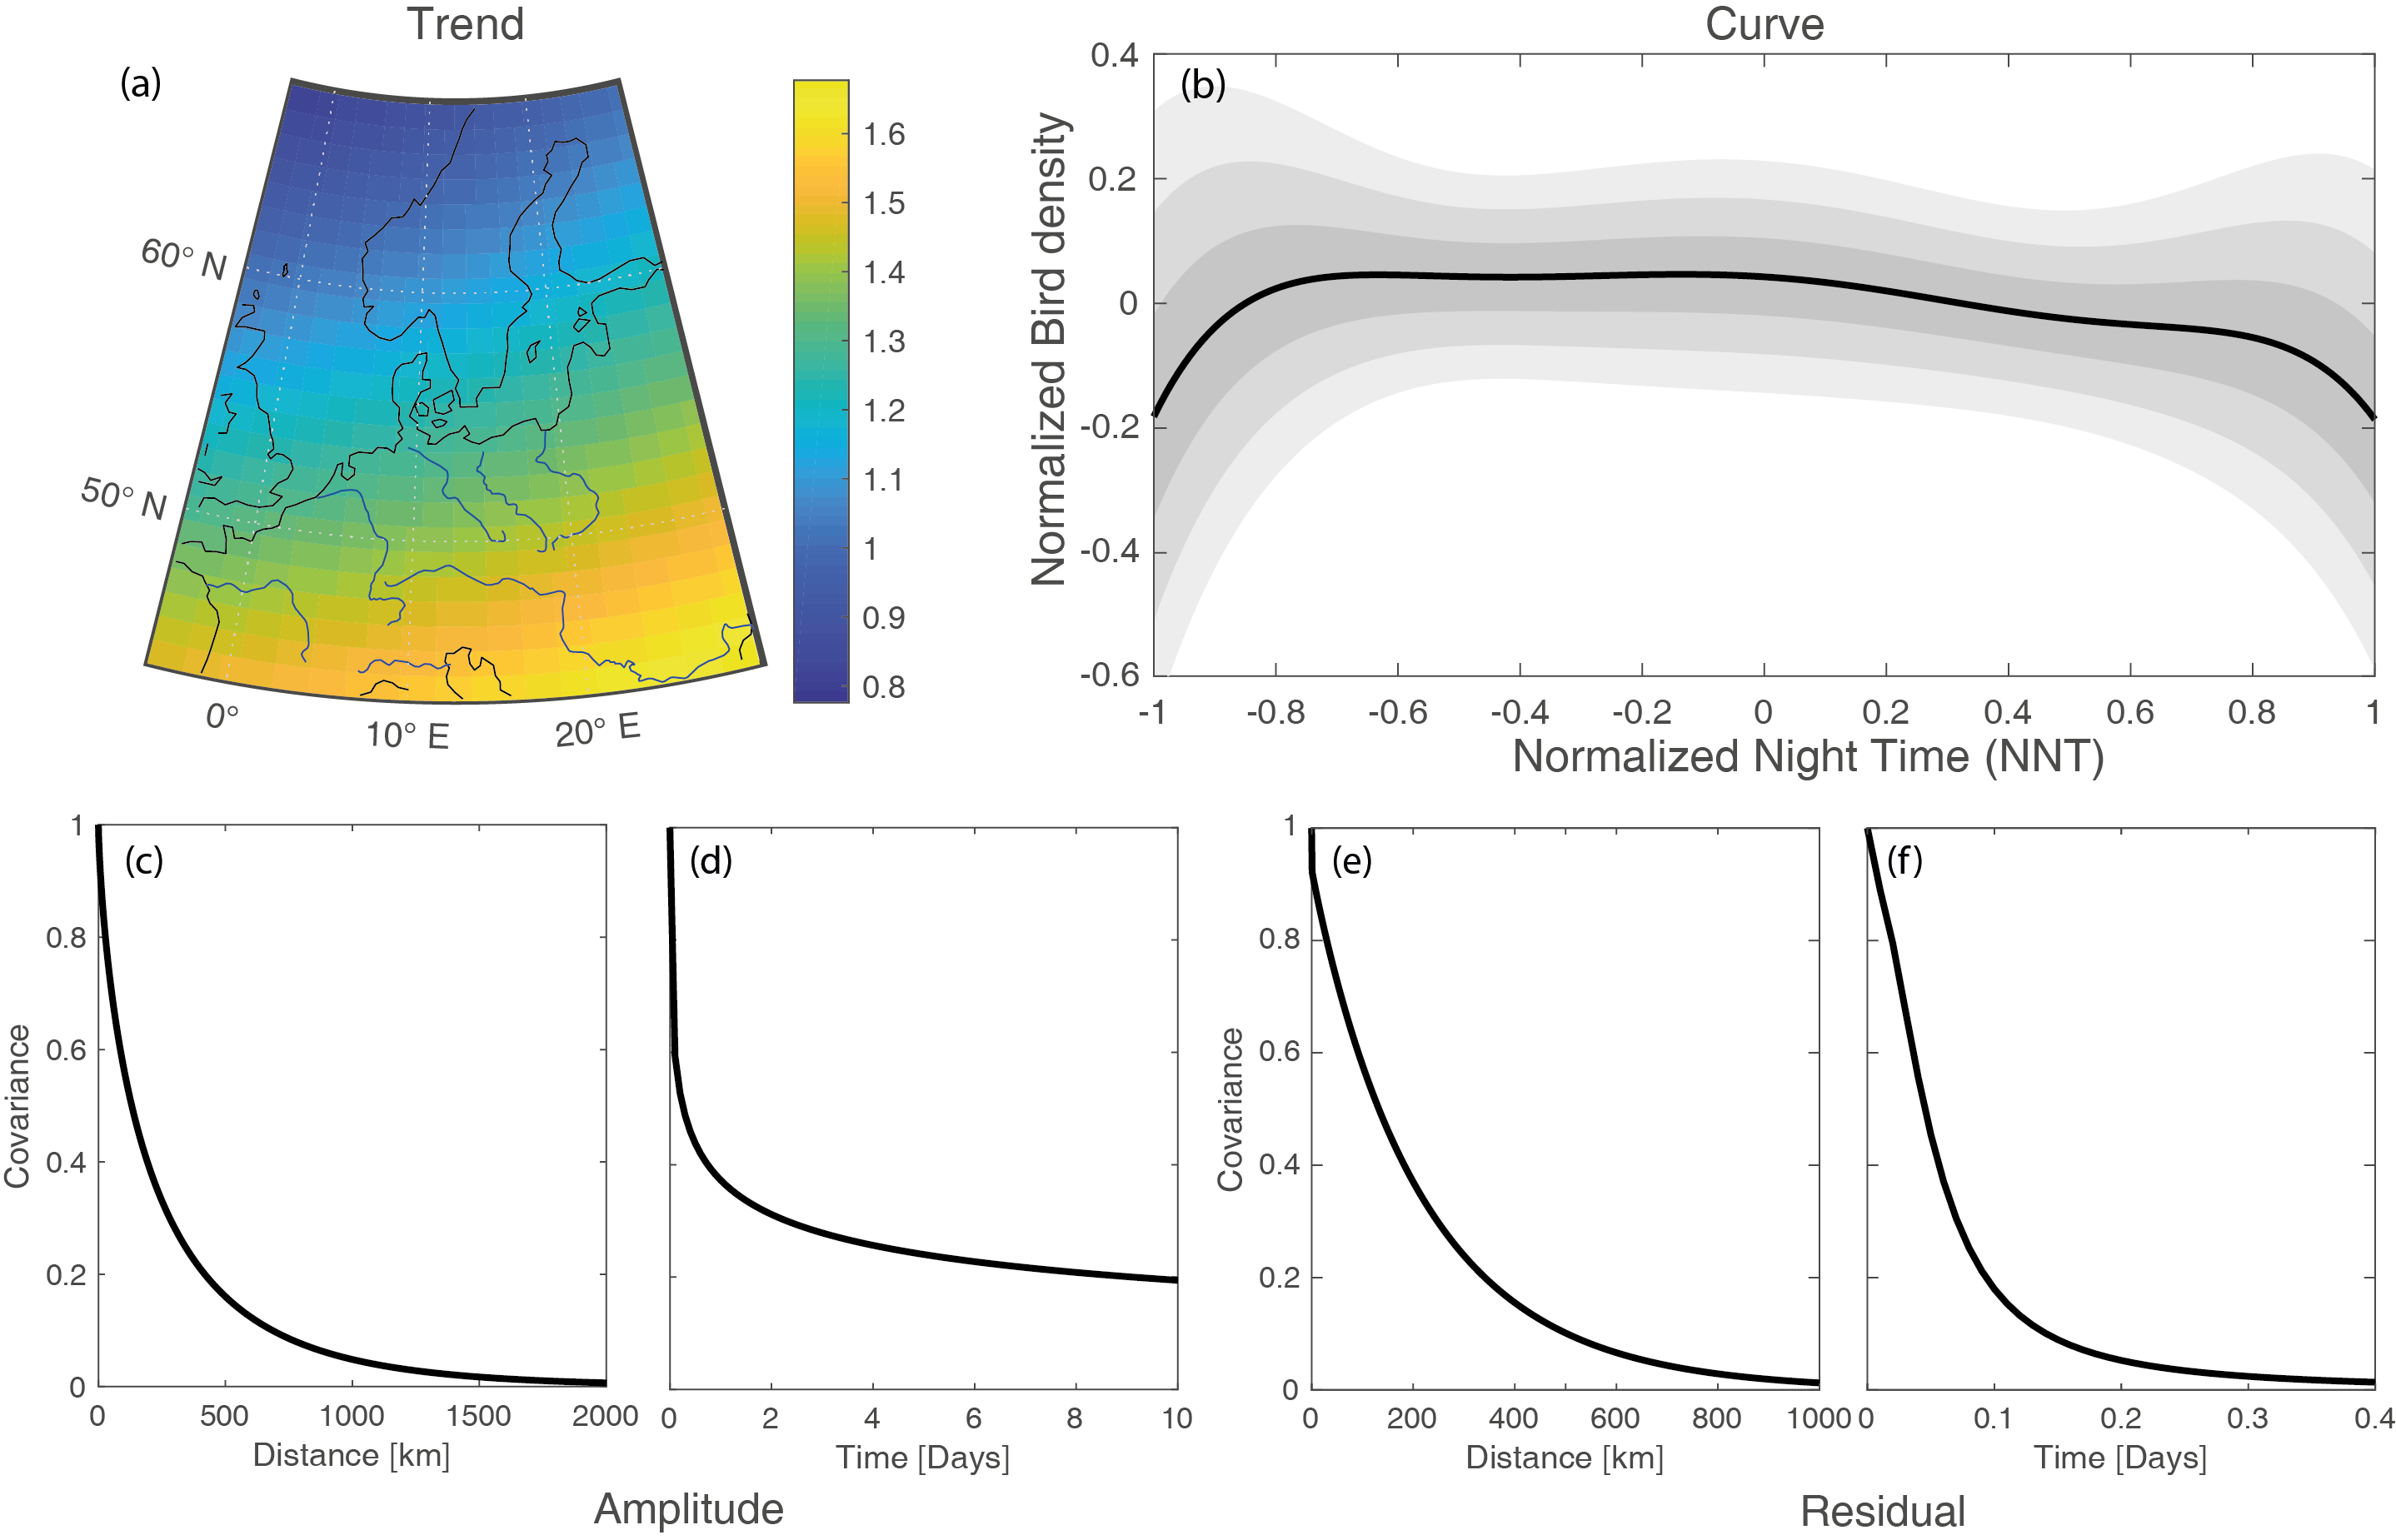 Trend
(a)
60° N
50° N
0°
10° E
20° E
1.6
1.5
1.4
1.3
1.2
1.1
1
0.9
0.8
Curve
(b)
Normalized Bird density
0.4
0.2
0
-0.2
-0.4
-0.6
-1 -0.8 -0.6 -0.4 -0.2 0 0.2 0.4 0.6 0.8 1
Normalized Night Time (NNT)
(c)
Covariance
1
0.8
0.6
0.4
0.2
0
0 500 1000 1500 2000
Distance [km]
(d)
0 2 4 6 8 10
Time [Days]
Amplitude
(e)
Covariance
1
0.8
0.6
0.4
0.2
0
0 200 400 600 800 1000
Distance [km]
(f)
0 0.1 0.2 0.3 0.4
Time [Days]
Residual